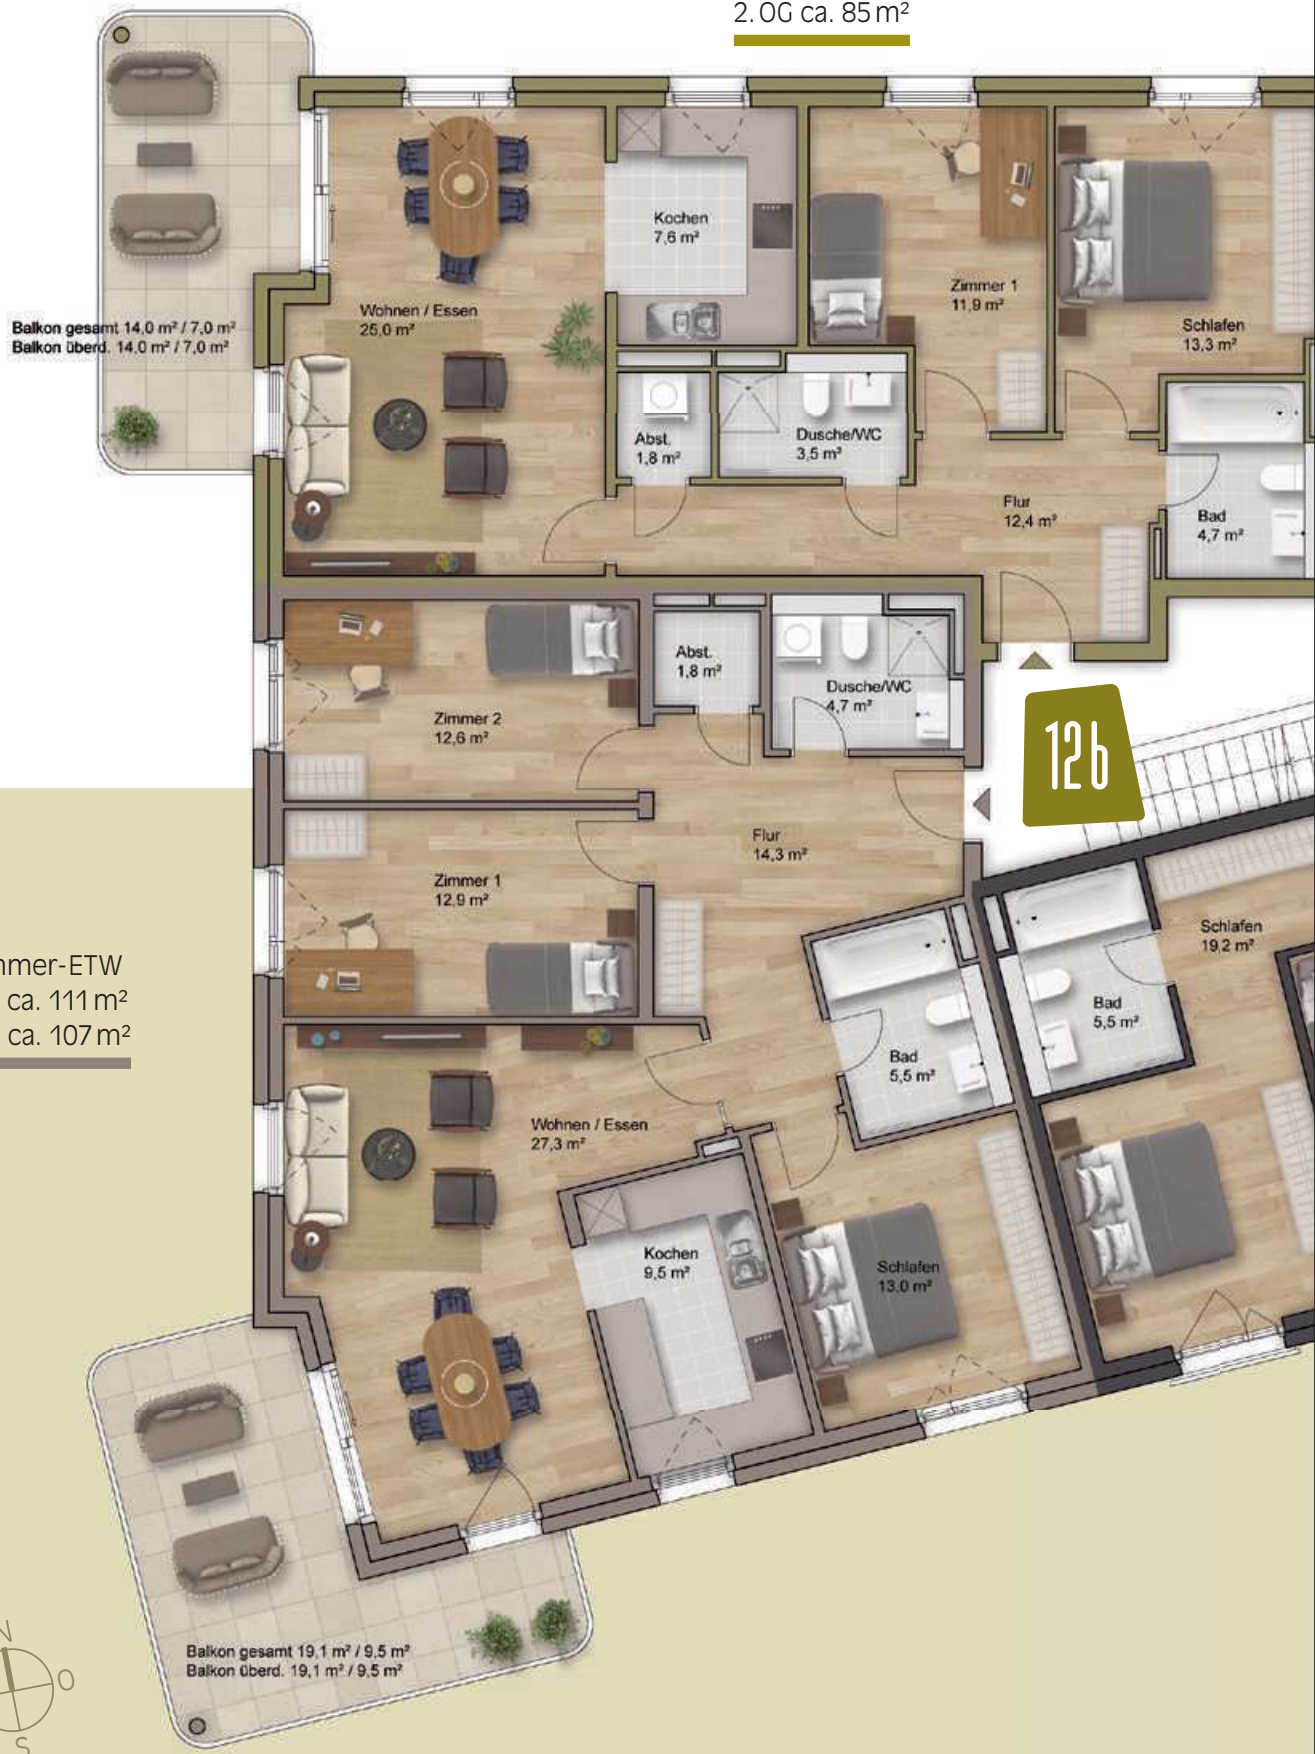 2. OG ca. 85 m²
Kochen
7,6 m²
Zimmer 1
11,9 m²
Wohnen / Essen
25,0 m²
Schlafen
13,3 m²
Balkon gesamt 14,0 m² / 7,0 m²
Balkon überd. 14,0 m² / 7,0 m²
Abst.
1,8 m²
Dusche/WC
3,5 m²
Flur
12,4 m²
Bad
4,7 m²
Abst.
1,8 m²
Dusche/WC
4,7 m²
Zimmer 2
12,6 m²
12b
Flur
14,3 m²
Zimmer 1
12,9 m²
Schlafen
19,2 m²
mmer-ETW
ca. 111 m²
ca. 107 m²
Bad
5,5 m²
Bad
5,5 m²
Wohnen / Essen
27,3 m²
Kochen
9,5 m²
Schlafen
13,0 m²
Balkon gesamt 19,1 m² / 9,5 m²
Balkon überd. 19,1 m² / 9,5 m²
N
O
S